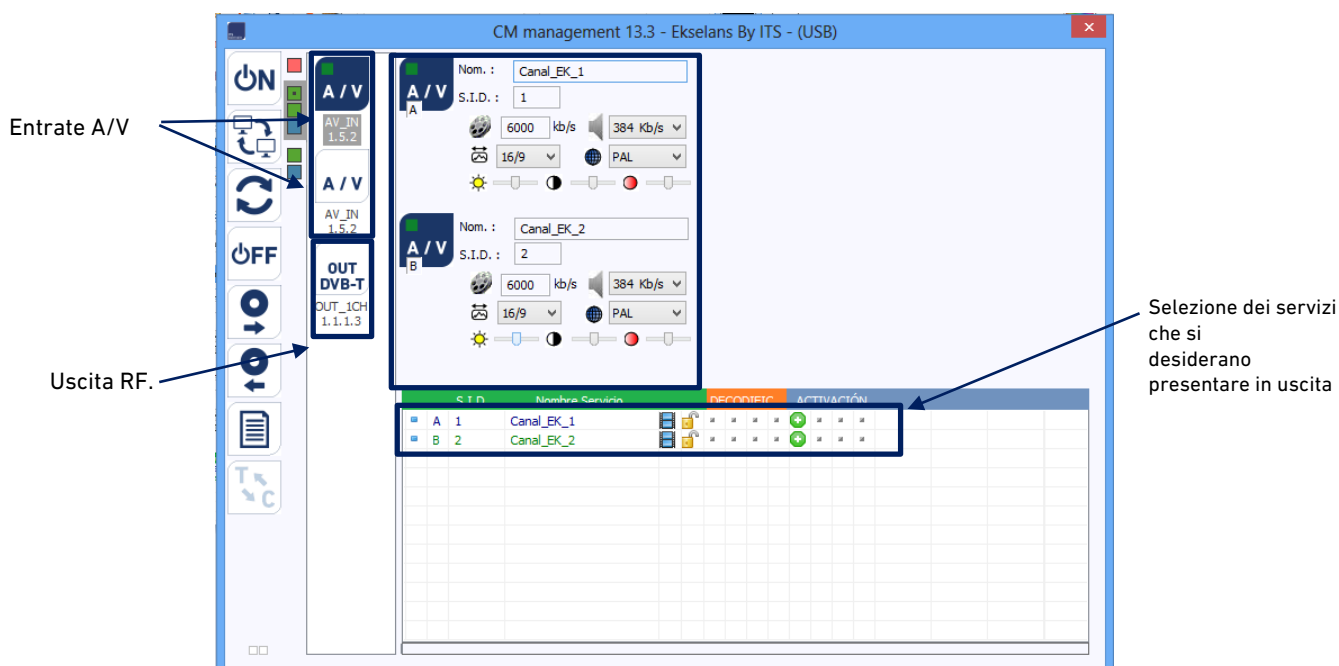 CM management 13.3 - Ekselans By ITS - (USB)
ON
OFF
T
C
Entrate A/V
Uscita RF.
A / V
AV_IN
1.5.2
A / V
AV_IN
1.5.2
OUT
DVB-T
OUT_1CH
1.1.1.3
A / V
A
Nom. : Canal_EK_1
S.I.D. : 1
6000 kb/s 384 Kb/s
16/9 PAL
A / V
B
Nom. : Canal_EK_2
S.I.D. : 2
6000 kb/s 384 Kb/s
16/9 PAL
S.I.D. Nombre Servicio DECODIFIC. ACTIVACIÓN
A 1 Canal_EK_1
B 2 Canal_EK_2
Selezione dei servizi
che si
desiderano
presentare in uscita